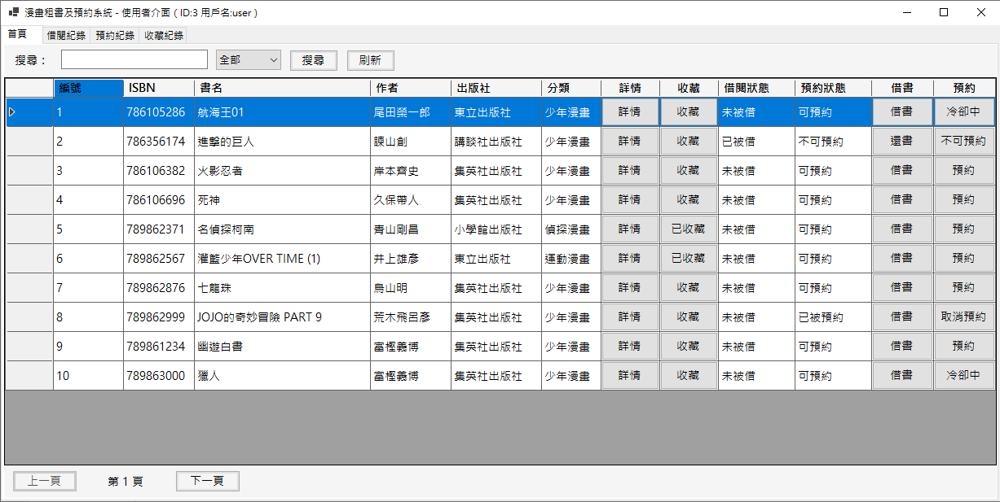 漫畫租書及預約系統 - 使用者介面 ( ID:3 用戶名:user )
首頁 借閱紀錄 預約紀錄 收藏紀錄
搜尋： 全部 搜尋 刷新
編號 ISBN 書名 作者 出版社 分類 詳情 收藏 借閱狀態 預約狀態 借書 預約
1 786105286 航海王01 尾田榮一郎 東立出版社 少年漫畫 詳情 收藏 未被借 可預約 借書 冷卻中
2 786356174 進擊的巨人 諫山創 講談社出版社 少年漫畫 詳情 收藏 已被借 不可預約 還書 不可預約
3 786106382 火影忍者 岸本齊史 集英社出版社 少年漫畫 詳情 收藏 未被借 可預約 借書 預約
4 786106696 死神 久保帶人 集英社出版社 少年漫畫 詳情 收藏 未被借 可預約 借書 預約
5 789862371 名偵探柯南 青山剛昌 小學館出版社 偵探漫畫 詳情 已收藏 未被借 可預約 借書 預約
6 789862567 灌籃少年OVER TIME (1) 井上雄彥 東立出版社 運動漫畫 詳情 已收藏 未被借 可預約 借書 預約
7 789862876 七龍珠 鳥山明 集英社出版社 少年漫畫 詳情 收藏 未被借 可預約 借書 預約
8 789862999 JOJO的奇妙冒險 PART 9 荒木飛呂彥 集英社出版社 少年漫畫 詳情 收藏 未被借 已被預約 借書 取消預約
9 789861234 幽遊白書 富樫義博 集英社出版社 少年漫畫 詳情 收藏 未被借 可預約 借書 預約
10 789863000 獵人 富樫義博 集英社出版社 少年漫畫 詳情 收藏 未被借 可預約 借書 冷卻中
上一頁 第 1 頁 下一頁